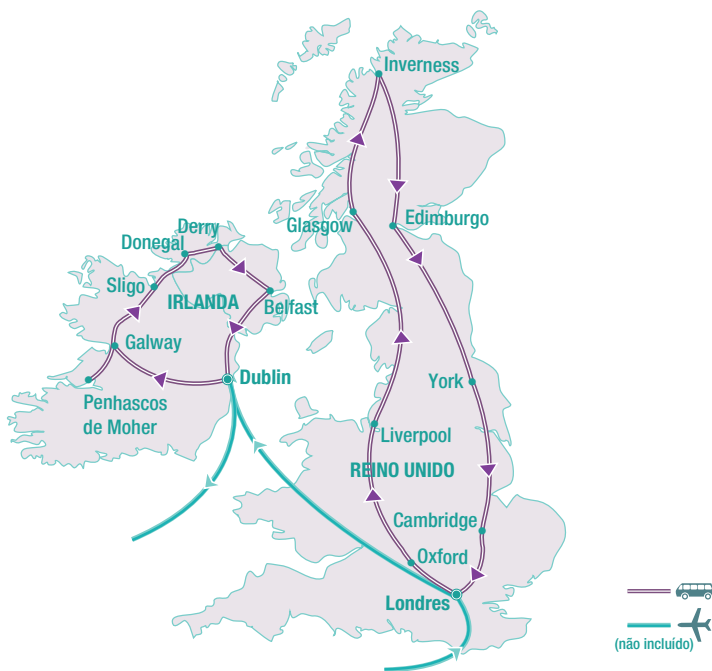 Inverness
Glasgow
Edimburgo
Derry
Donegal
Sligo
IRLANDA
Belfast
Galway
Dublin
York
Penhascos
de Moher
Liverpool
REINO UNIDO
Cambridge
Oxford
Londres
(não incluído)